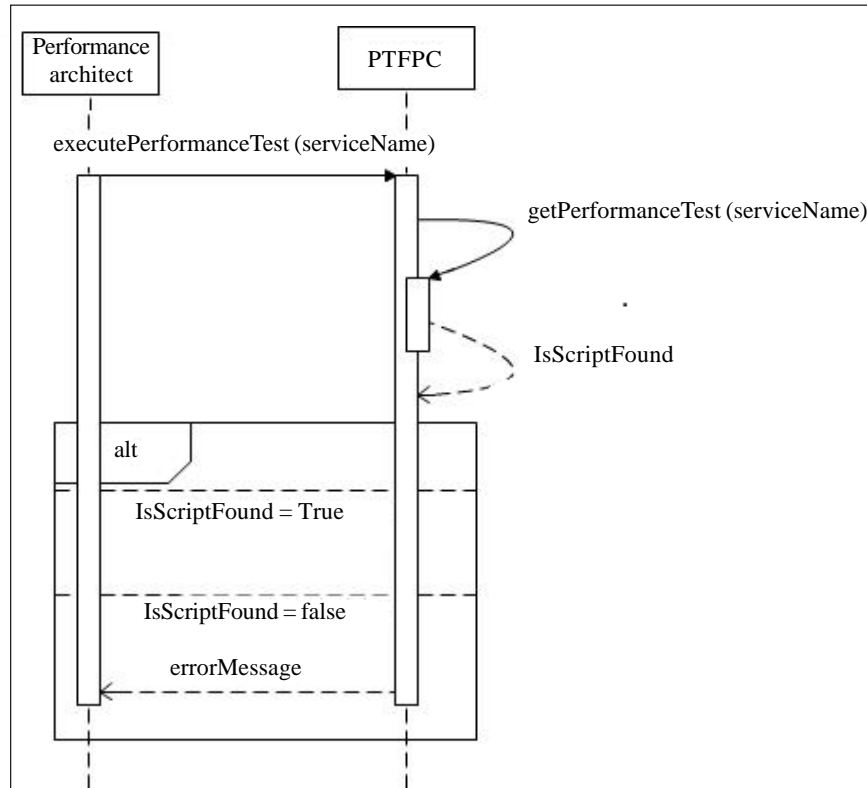 Performance
architect
PTFPC
executePerformanceTest (serviceName)
getPerformanceTest (serviceName)
IsScriptFound
alt
IsScriptFound = True
IsScriptFound = false
errorMessage